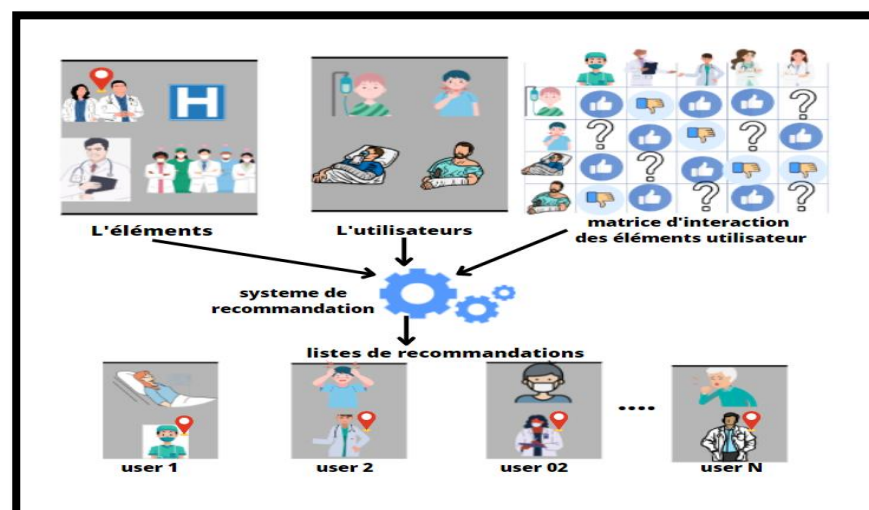 H
? 
? ?
?
? ?
L'éléments
L'utilisateurs
matrice d'interaction
des éléments utilisateur
systeme de
recommandation
listes de recommandations
....
user 1
user 2
user 02
user N